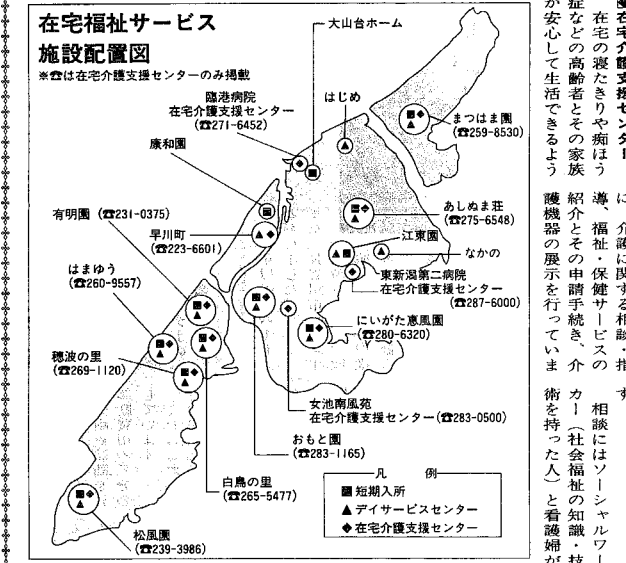 在宅福祉サービス
施設配置図
※☎は在宅介護支援センターのみ掲載
大山台ホーム
臨港病院
在宅介護支援センター
(☎271-6452)
はじめ
まつはま園
(☎259-8530)
康和園
有明園 (☎231-0375)
早川町
(☎223-6601)
はまゆう
(☎260-9557)
穂波の里
(☎269-1120)
あしぬま荘
(☎275-6548)
江東園
なかの
東新潟第二病院
在宅介護支援センター
(☎287-6000)
にいがた恵風園
(☎280-6320)
女池南風苑
在宅介護支援センター(☎283-0500)
おもと園
(☎283-1165)
白鳥の里
(☎265-5477)
松風園
(☎239-3986)
凡 例
短期入所
▲デイサービスセンター
◆在宅介護支援センター
在宅介護支援センター
在宅の寝たきりや痴ほう
症などの高齢者とその家族
が安心して生活できるよう
に、介護に関する相談・指
導、福祉・保健サービスの
紹介とその申請手続き、介
護機器の展示を行っていま
す。
相談にはソーシャルワー
カー（社会福祉の知識・技
術を持った人）と看護婦が